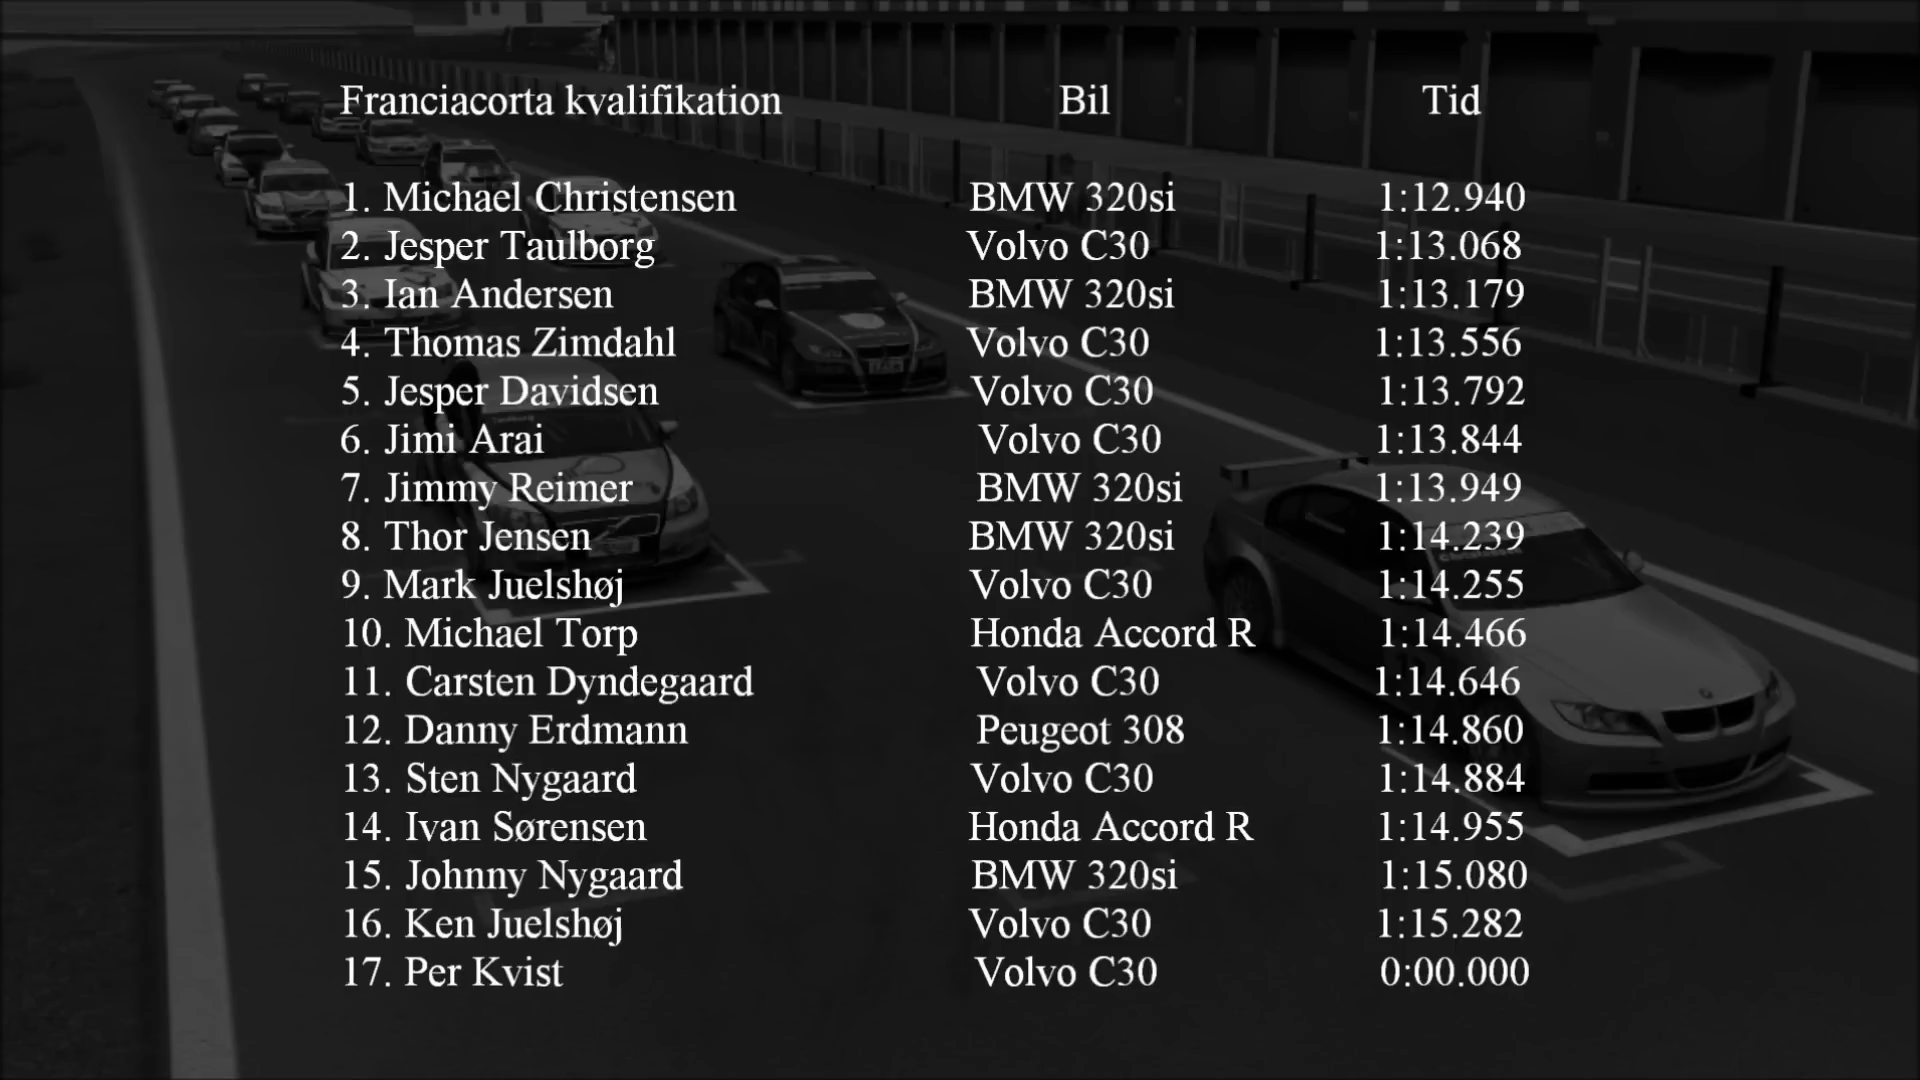 Franciacorta kvalifikation Bil Tid
1. Michael Christensen BMW 320si 1:12.940
2. Jesper Taulborg Volvo C30 1:13.068
3. Ian Andersen BMW 320si 1:13.179
4. Thomas Zimdahl Volvo C30 1:13.556
5. Jesper Davidsen Volvo C30 1:13.792
6. Jimi Arai Volvo C30 1:13.844
7. Jimmy Reimer BMW 320si 1:13.949
8. Thor Jensen BMW 320si 1:14.239
9. Mark Juelshøj Volvo C30 1:14.255
10. Michael Torp Honda Accord R 1:14.466
11. Carsten Dyndegaard Volvo C30 1:14.646
12. Danny Erdmann Peugeot 308 1:14.860
13. Sten Nygaard Volvo C30 1:14.884
14. Ivan Sørensen Honda Accord R 1:14.955
15. Johnny Nygaard BMW 320si 1:15.080
16. Ken Juelshøj Volvo C30 1:15.282
17. Per Kvist Volvo C30 0:00.000